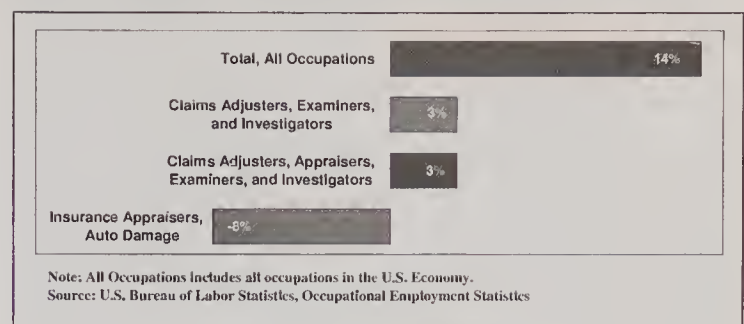 Total, All Occupations
14%
Claims Adjusters, Examiners,
and Investigators
3%
Claims Adjusters, Appraisers,
Examiners, and Investigators
3%
Insurance Appraisers,
Auto Damage
-8%
Note: All Occupations includes all occupations in the U.S. Economy.
Source: U.S. Bureau of Labor Statistics, Occupational Employment Statistics